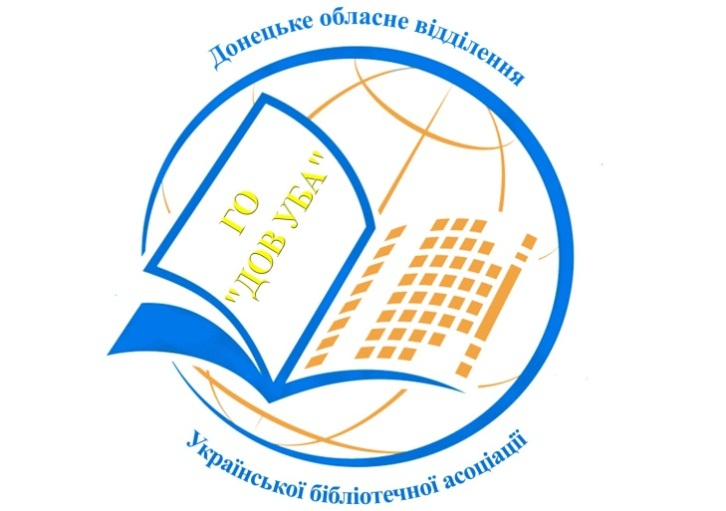 Донецьке обласне відділення
ГО
"ДОВ УБА"
Української бібліотечної асоціації